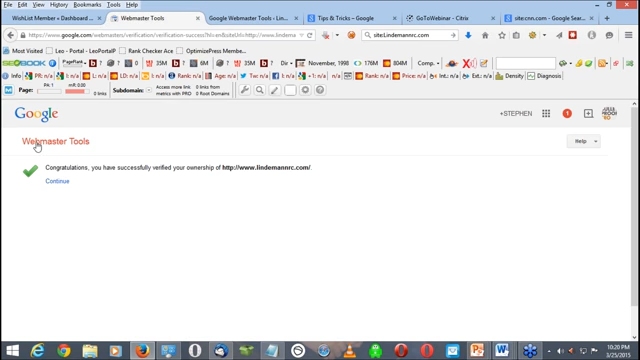 File Edit View History Bookmarks Tools Help
WishList Member • Dashboard ...
Webmaster Tools
Google Webmaster Tools - Lin...
Tips & Tricks – Google
GoToWebinar - Citrix
site:cnn.com - Google Sear...
https://www.google.com/webmasters/verification/verification-success?hl=en&siteUrl=http://www.lindema
site:Lindemannrc.com
Most Visited Leo - Portal - LeoPortalP Rank Checker Ace OptimizePress Membe...
PageRank ? ? 0 35M ? 6M 35M ? ? November, 1998 176M 804M
Info PR: n/a I: n/a L: n/a LD: n/a I: n/a Rank: n/a Age: n/a Tw: n/a l: n/a +1: n/a Rank: n/a Price: n/a Int.: n/a Ext.: n/a Density Diagnosis
Page: PA: 1 mR: 0.00 0 links Subdomain: Access more link metrics with PRO 0 links from 0 Root Domains
Google
+STEPHEN
1
Webmaster Tools
Help
Congratulations, you have successfully verified your ownership of http://www.lindemannrc.com/.
Continue
10:20 PM
3/25/2015